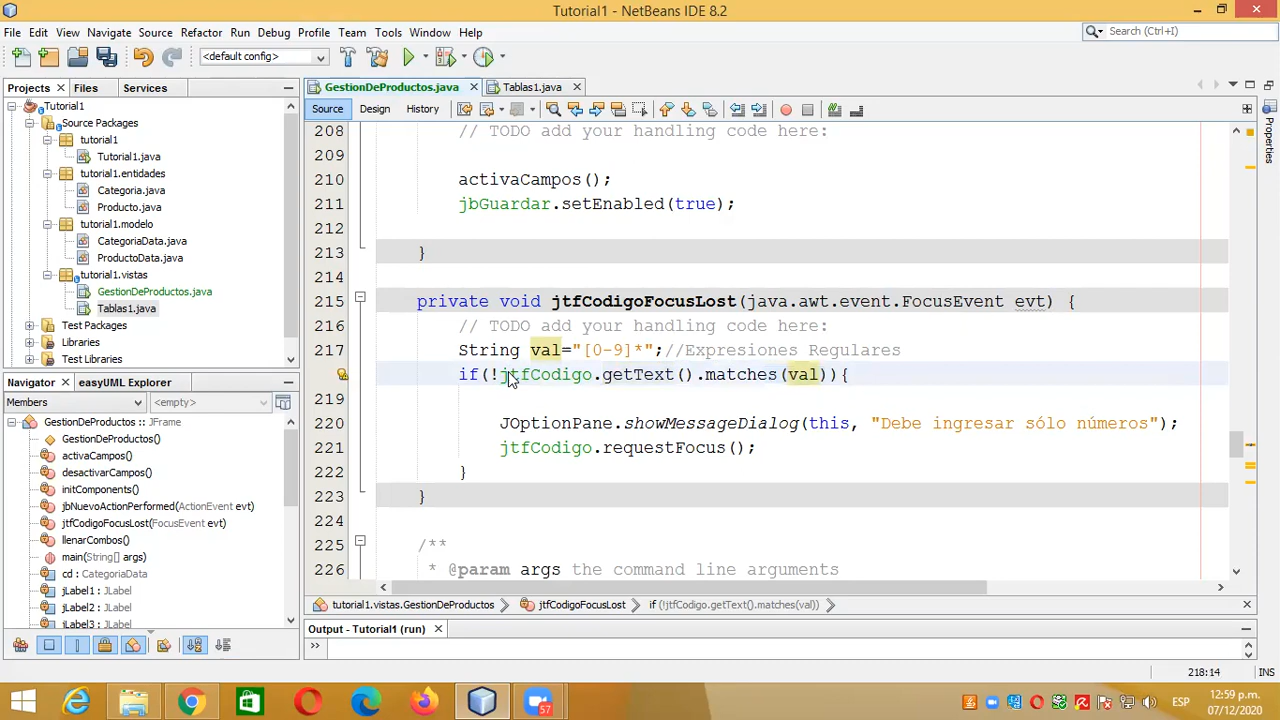 Tutorial1 - NetBeans IDE 8.2
File Edit View Navigate Source Refactor Run Debug Profile Team Tools Window Help
Search (Ctrl+I)
<default config>
Projects Files Services
GestionDeProductos.java Tablas1.java
Source Design History
Tutorial1
Source Packages
tutorial1
Tutorial1.java
tutorial1.entidades
Categoria.java
Producto.java
tutorial1.modelo
CategoriaData.java
ProductoData.java
tutorial1.vistas
GestionDeProductos.java
Tablas1.java
Test Packages
Libraries
Test Libraries
Navigator easyUML Explorer
Members <empty>
GestionDeProductos :: JFrame
GestionDeProductos()
activaCampos()
desactivarCampos()
initComponents()
jbNuevoActionPerformed(ActionEvent evt)
jtfCodigoFocusLost(FocusEvent evt)
llenarCombos()
main(String[] args)
cd : CategoriaData
jLabel1 : JLabel
jLabel2 : JLabel
jLabel3 : JLabel
208 // TODO add your handling code here:
209
210 activaCampos();
211 jbGuardar.setEnabled(true);
212
213 }
214
215 private void jtfCodigoFocusLost(java.awt.event.FocusEvent evt) {
216 // TODO add your handling code here:
217 String val="[0-9]*";//Expresiones Regulares
if(!jtfCodigo.getText().matches(val)){
219
220 JOptionPane.showMessageDialog(this, "Debe ingresar sólo números");
221 jtfCodigo.requestFocus();
222 }
223 }
224
225 /**
226 * @param args the command line arguments
tutorial1.vistas.GestionDeProductos jtfCodigoFocusLost if (!jtfCodigo.getText().matches(val))
Output - Tutorial1 (run)
218:14 INS
57
ESP
12:59 p.m.
07/12/2020
Properties